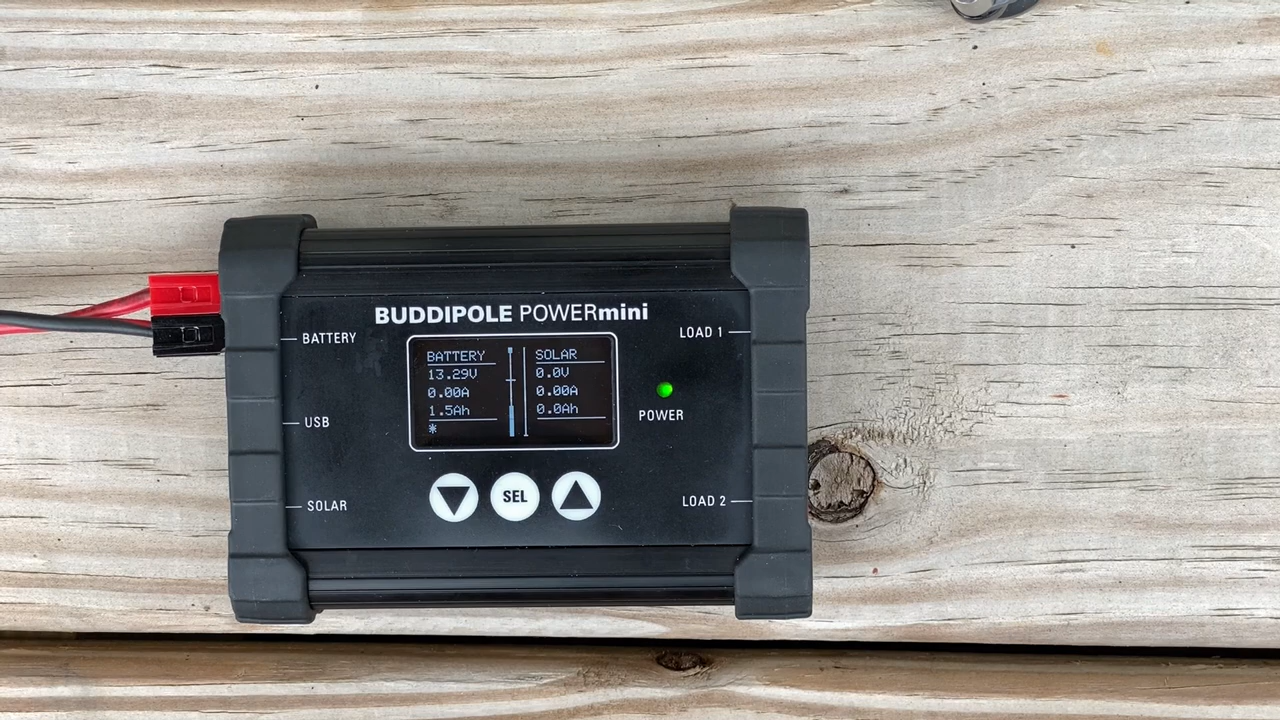 BUDDIPOLE POWERmini
BATTERY
USB
SOLAR
BATTERY
13.29V
0.00A
1.5Ah
*
SOLAR
0.0V
0.00A
0.0Ah
LOAD 1
POWER
LOAD 2
SEL